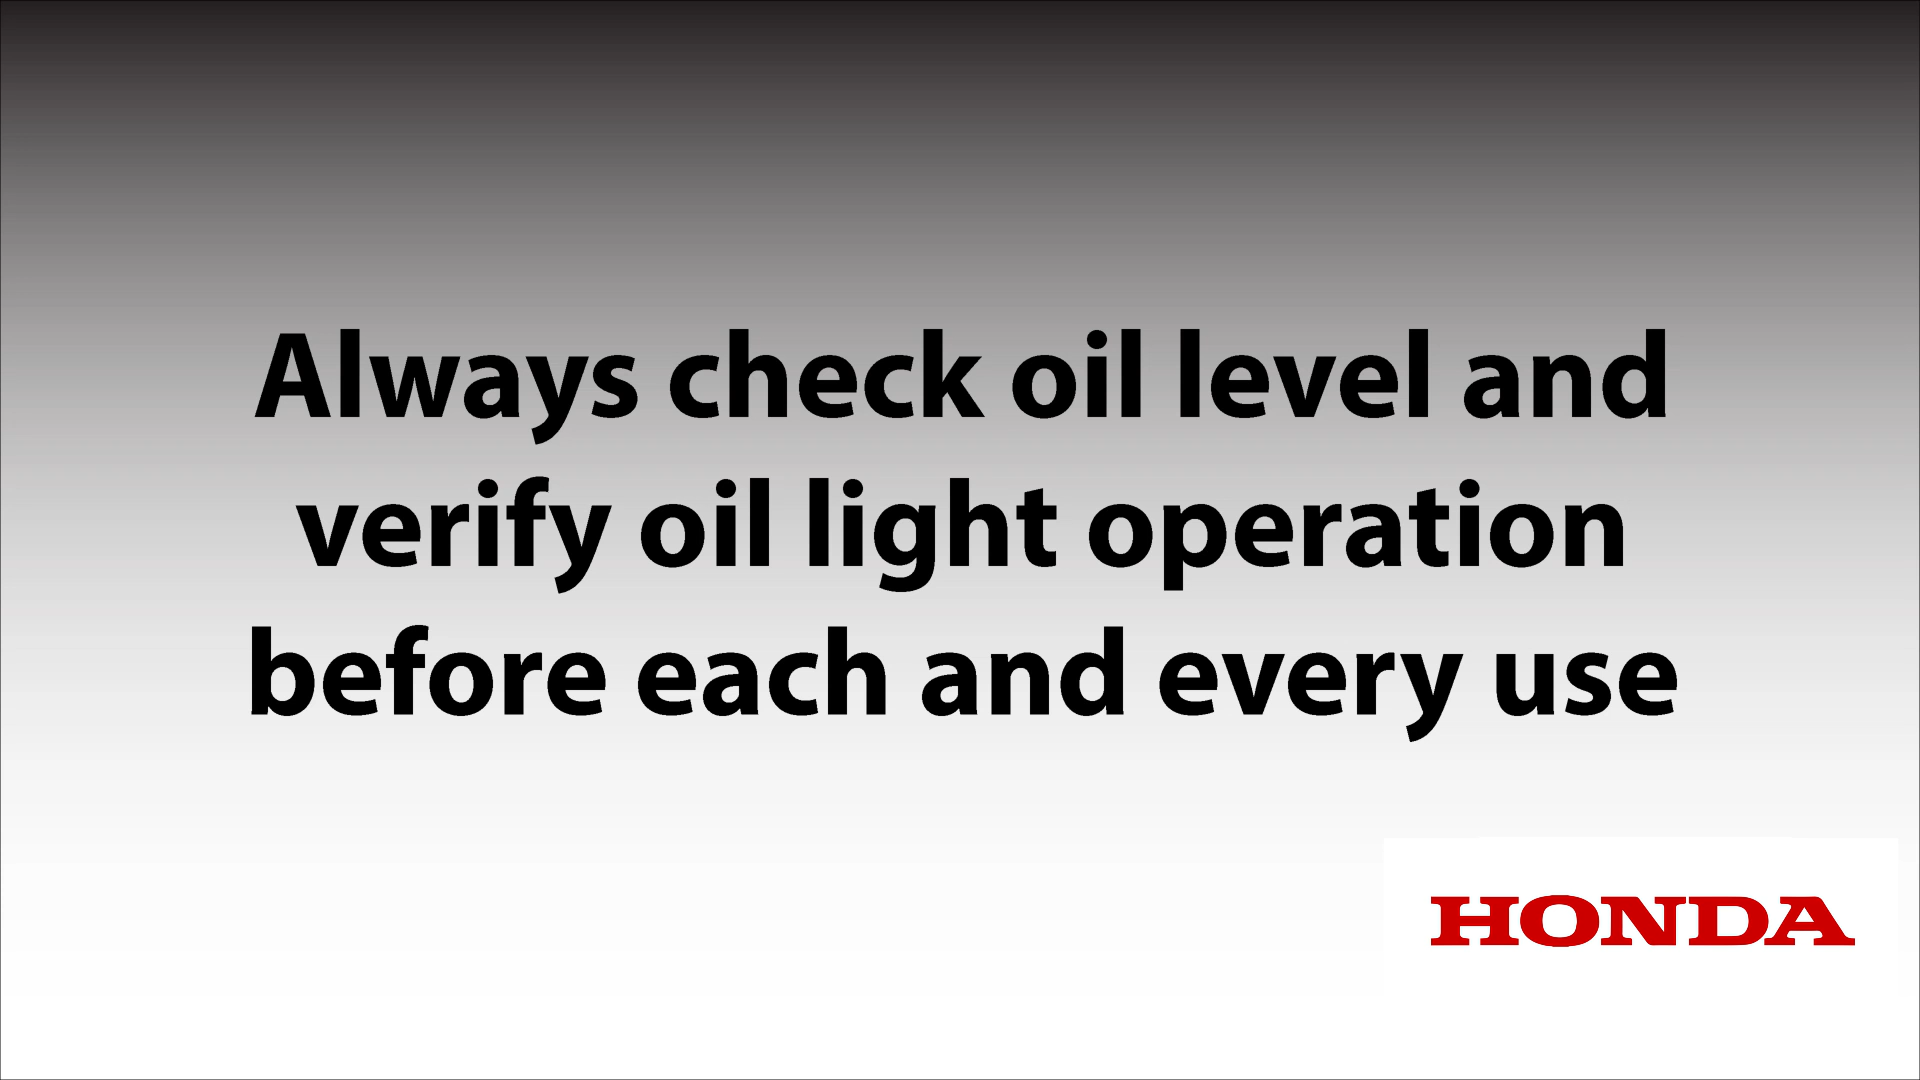 Always check oil level and
verify oil light operation
before each and every use
HONDA